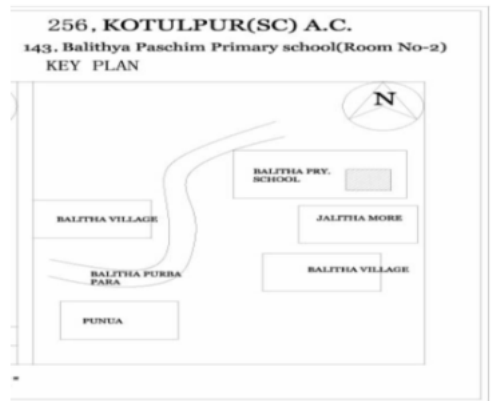 256, KOTULPUR(SC) A.C.
143, Balithya Paschim Primary school(Room No-2)
KEY PLAN
N
BALITHA PRY.
SCHOOL
BALITHA VILLAGE
JALITHA MORE
BALITHA VILLAGE
BALITHA PURBA
PARA
PUNUA